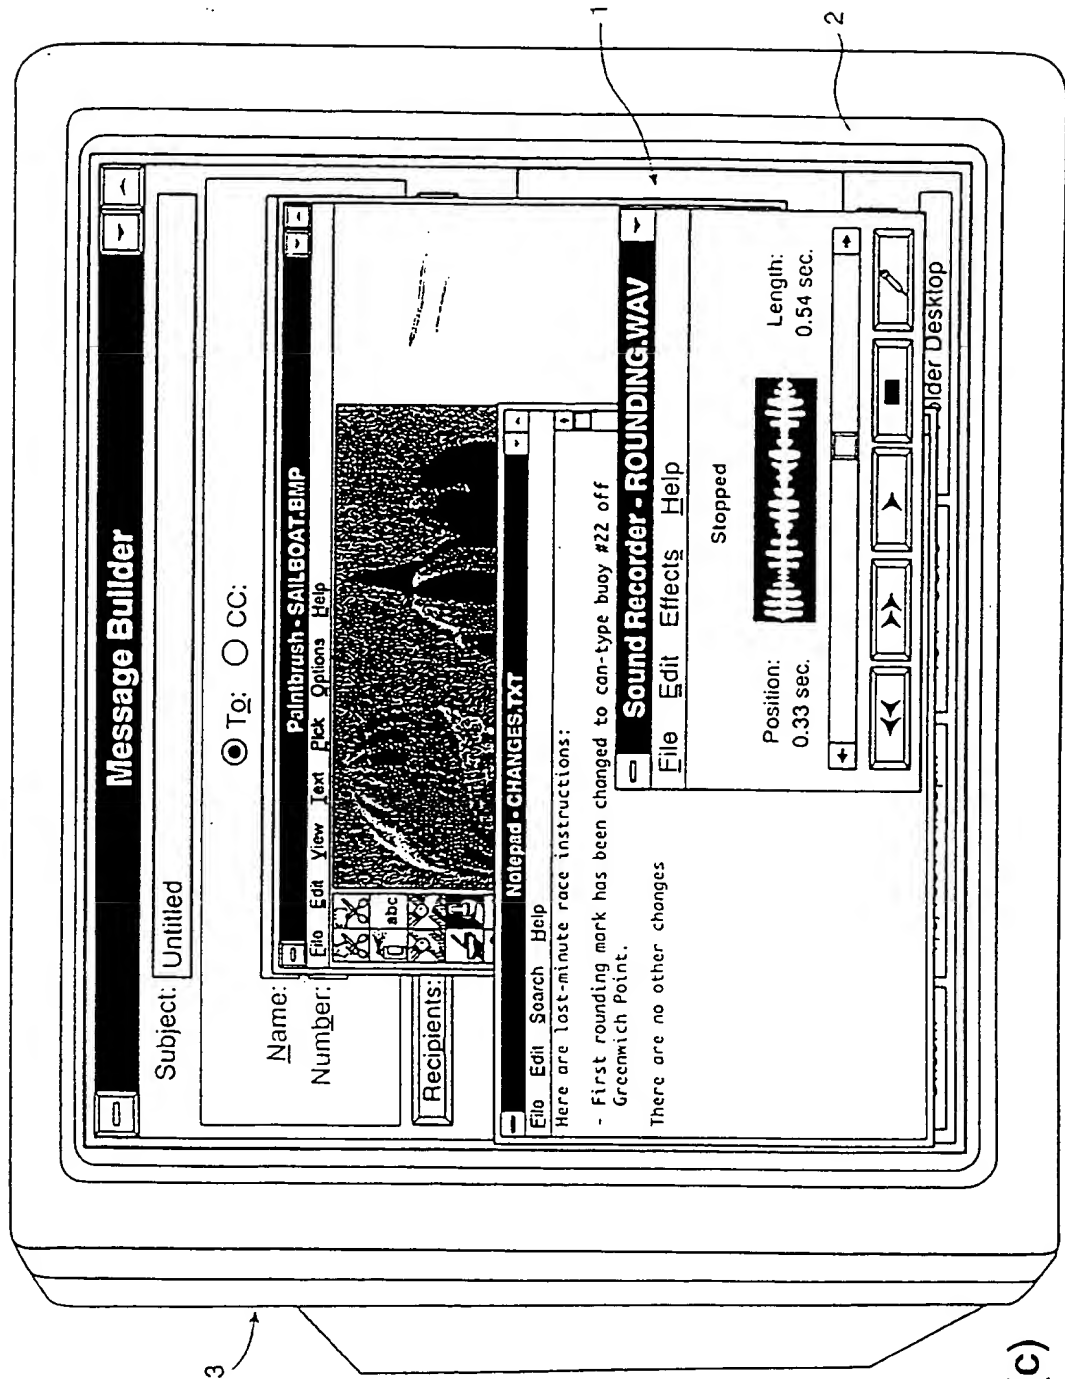 Message Builder
Subject: Untitled
To: CC:
Name:
Number:
Recipients:
Paintbrush - SAILBOAT.BMP
File Edit View Text Pick Options Help
abc
Notepad - CHANGES.TXT
File Edit Search Help
Here are last-minute race instructions:
- First rounding mark has been changed to can-type buoy #22 off
Greenwich Point.
There are no other changes
Sound Recorder - ROUNDING.WAV
File Edit Effects Help
Stopped
Position: Length:
0.33 sec. 0.54 sec.
older Desktop
1
2
3
C)